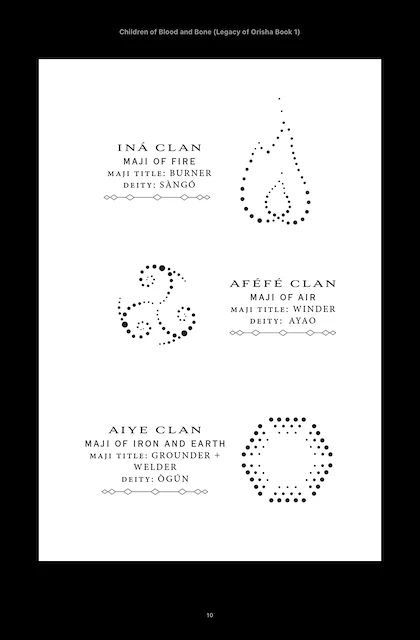 Children of Blood and Bone (Legacy of Orisha Book 1)
INÁ CLAN
MAJI OF FIRE
MAJI TITLE: BURNER
DEITY: SÀNGÓ
AFÉFÉ CLAN
MAJI OF AIR
MAJI TITLE: WINDER
DEITY: AYAO
AIYE CLAN
MAJI OF IRON AND EARTH
MAJI TITLE: GROUNDER +
WELDER
DEITY: ÒGÚN
10